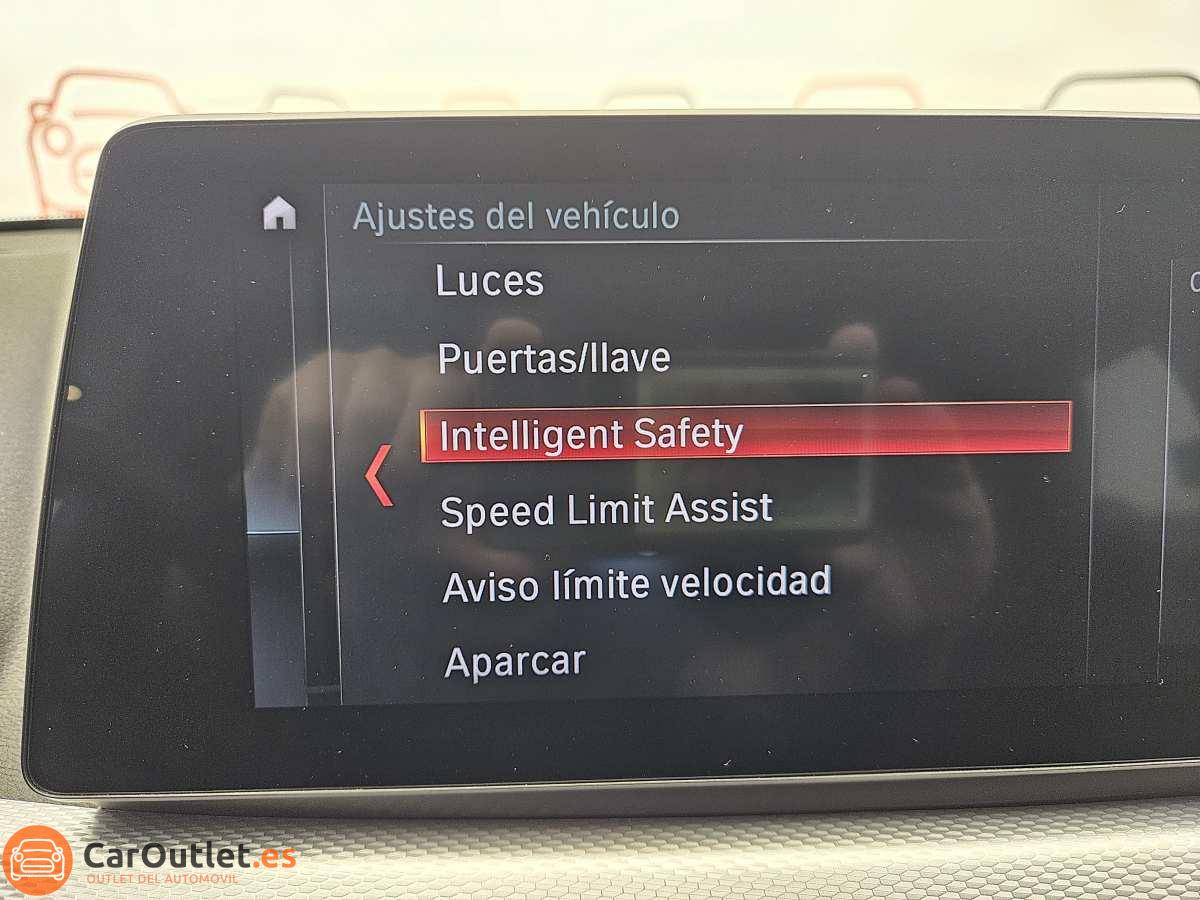 Ajustes del vehículo
Luces
Puertas/llave
Intelligent Safety
Speed Limit Assist
Aviso límite velocidad
Aparcar
CarOutlet.es
OUTLET DEL AUTOMOVIL